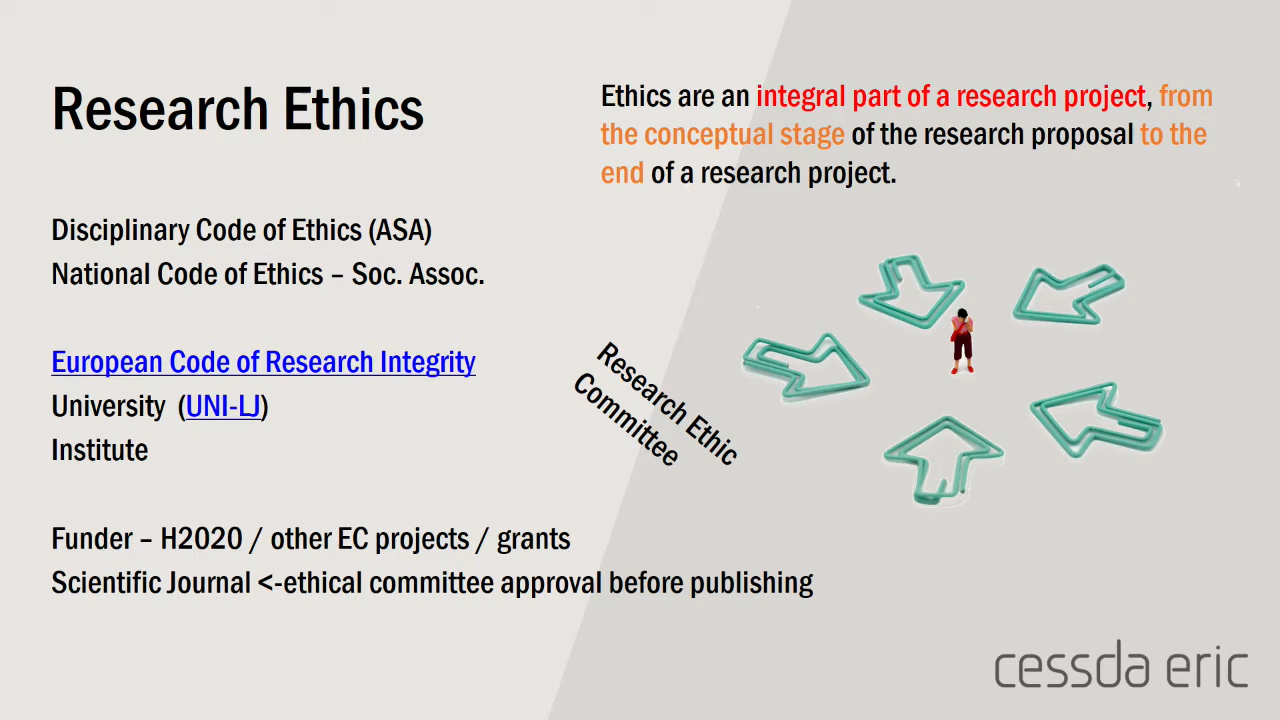 Research Ethics
Ethics are an integral part of a research project, from
the conceptual stage of the research proposal to the
end of a research project.
Disciplinary Code of Ethics (ASA)
National Code of Ethics – Soc. Assoc.
European Code of Research Integrity
University (UNI-LJ)
Institute
Research Ethic
Committee
Funder – H2020 / other EC projects / grants
Scientific Journal <-ethical committee approval before publishing
cessda eric